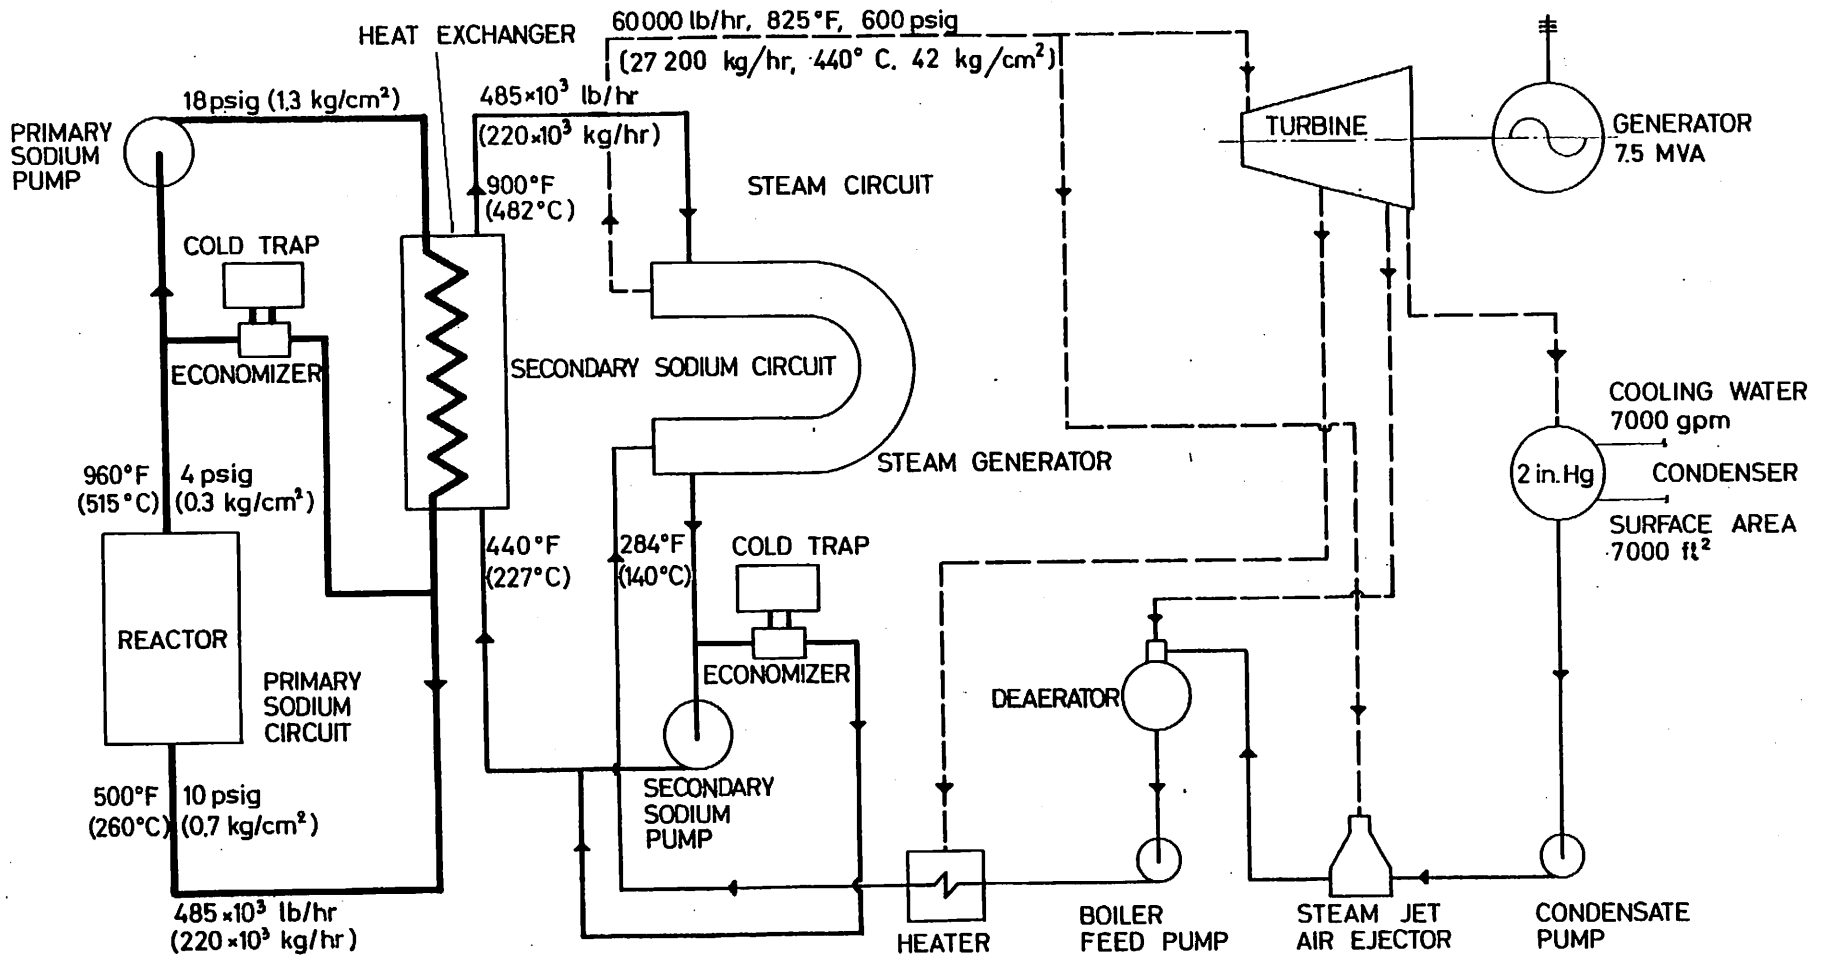 HEAT EXCHANGER
60000 lb/hr, 825°F, 600 psig
(27 200 kg/hr, 440° C. 42 kg/cm²)
18 psig (1.3 kg/cm²)
485×10³ lb/hr
(220×10³ kg/hr)
PRIMARY
SODIUM
PUMP
900°F
(482°C)
STEAM CIRCUIT
TURBINE
GENERATOR
7.5 MVA
COLD TRAP
ECONOMIZER
SECONDARY SODIUM CIRCUIT
STEAM GENERATOR
COOLING WATER
7000 gpm
2 in.Hg
CONDENSER
SURFACE AREA
7000 ft²
960°F
(515°C)
4 psig
(0.3 kg/cm²)
440°F
(227°C)
284°F
(140°C)
COLD TRAP
ECONOMIZER
REACTOR
PRIMARY
SODIUM
CIRCUIT
DEAERATOR
500°F
(260°C)
10 psig
(0.7 kg/cm²)
SECONDARY
SODIUM
PUMP
485×10³ lb/hr
(220×10³ kg/hr)
HEATER
BOILER
FEED PUMP
STEAM JET
AIR EJECTOR
CONDENSATE
PUMP